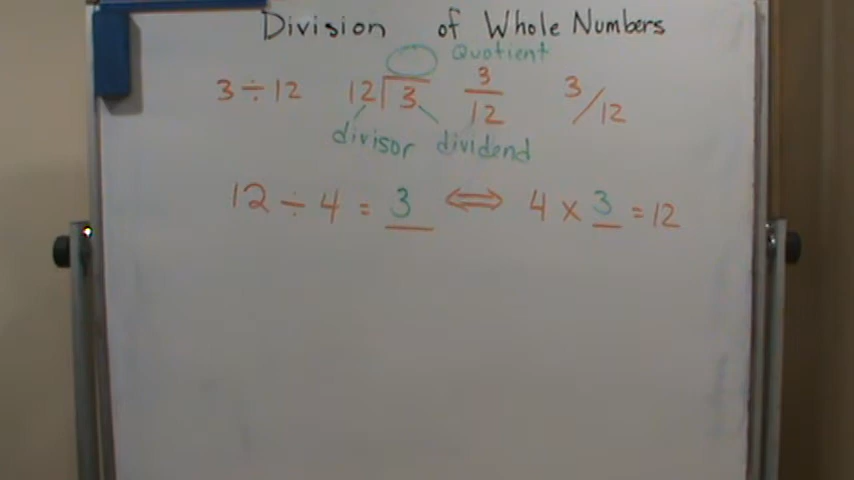 Division of Whole Numbers
Quotient
3 ÷ 12 12⟌3 3/12 3/12
divisor dividend
12 ÷ 4 = 3 ⟺ 4 x 3 = 12